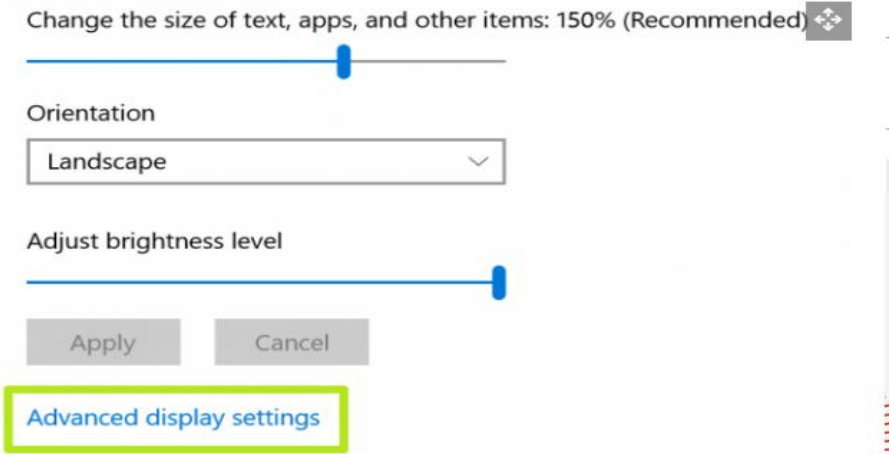 Change the size of text, apps, and other items: 150% (Recommended)
Orientation
Landscape
Adjust brightness level
Apply
Cancel
Advanced display settings